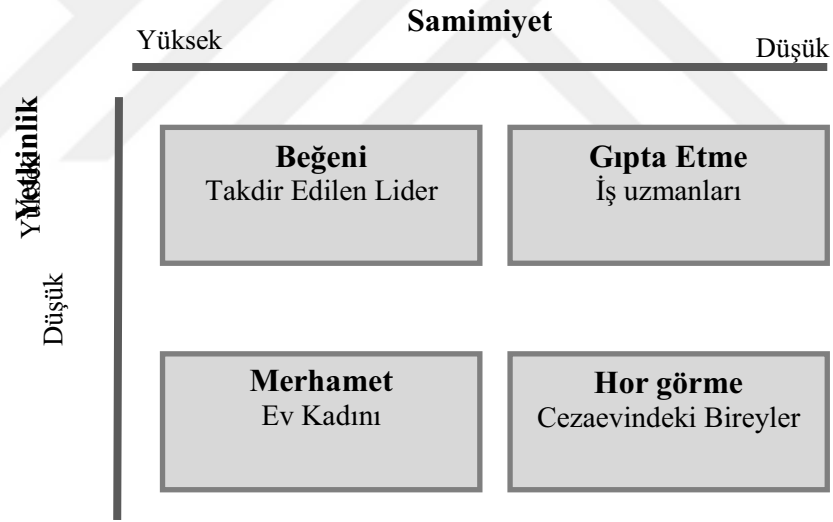 Samimiyet
Yüksek
Düşük
Yetkinlik
Yüksek
Düşük
Beğeni
Takdir Edilen Lider
Gıpta Etme
İş uzmanları
Merhamet
Ev Kadını
Hor görme
Cezaevindeki Bireyler